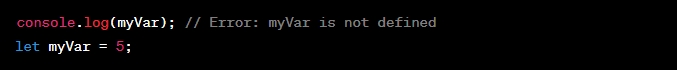 console.log(myVar); // Error: myVar is not defined
let myVar = 5;